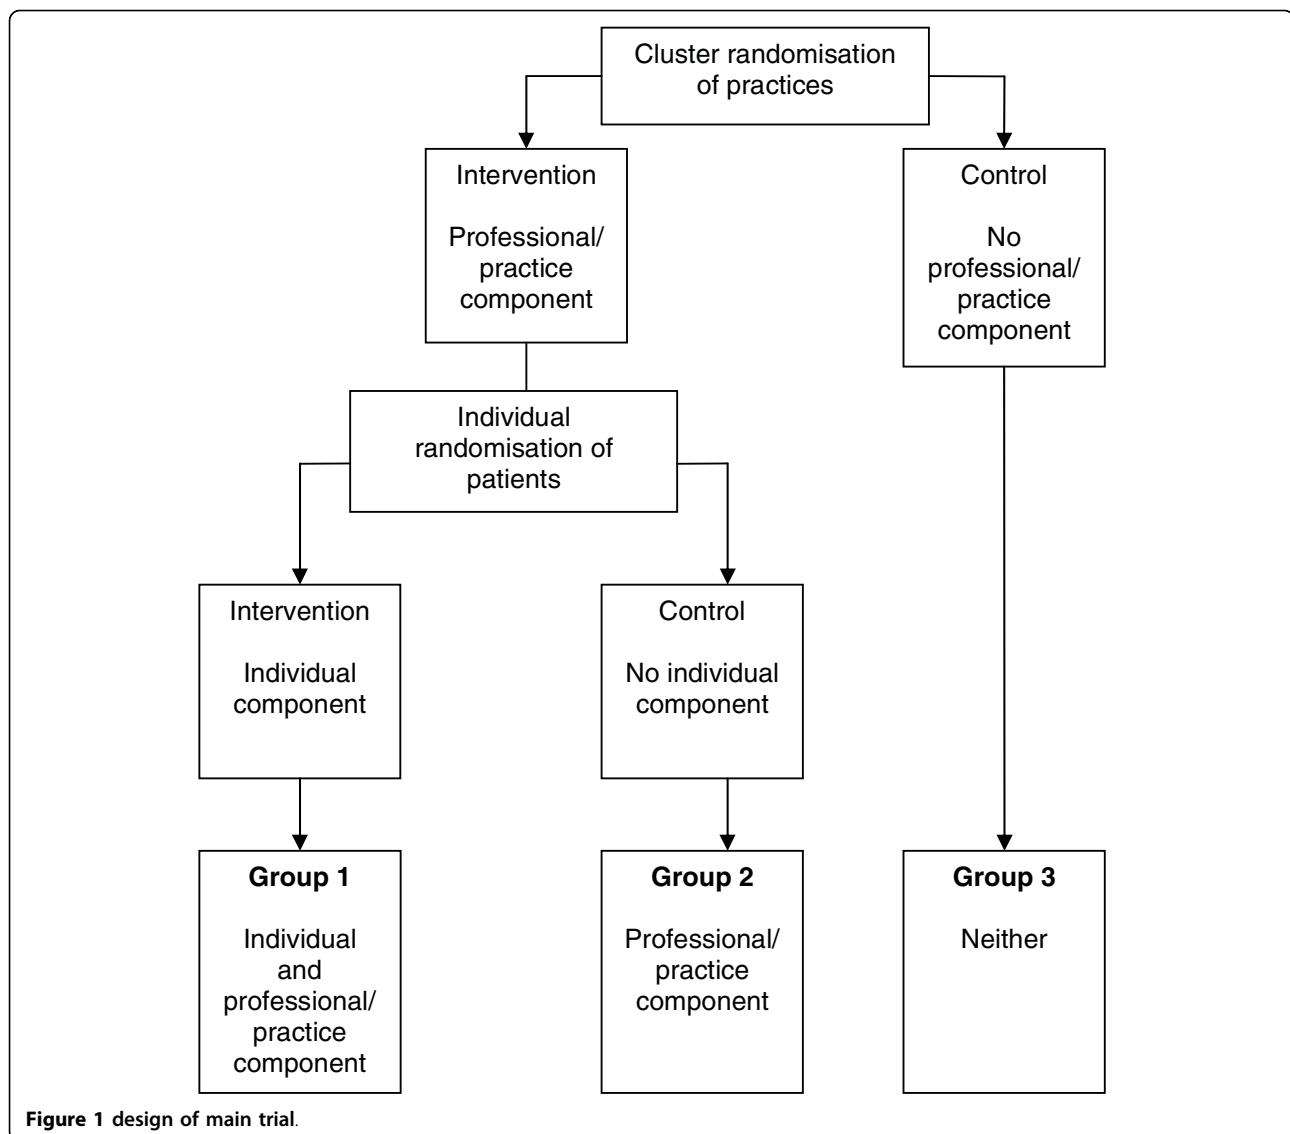 Cluster randomisation
of practices
Intervention
Professional/
practice
component
Control
No
professional/
practice
component
Individual
randomisation of
patients
Intervention
Individual
component
Control
No individual
component
Group 1
Individual
and
professional/
practice
component
Group 2
Professional/
practice
component
Group 3
Neither
Figure 1 design of main trial.